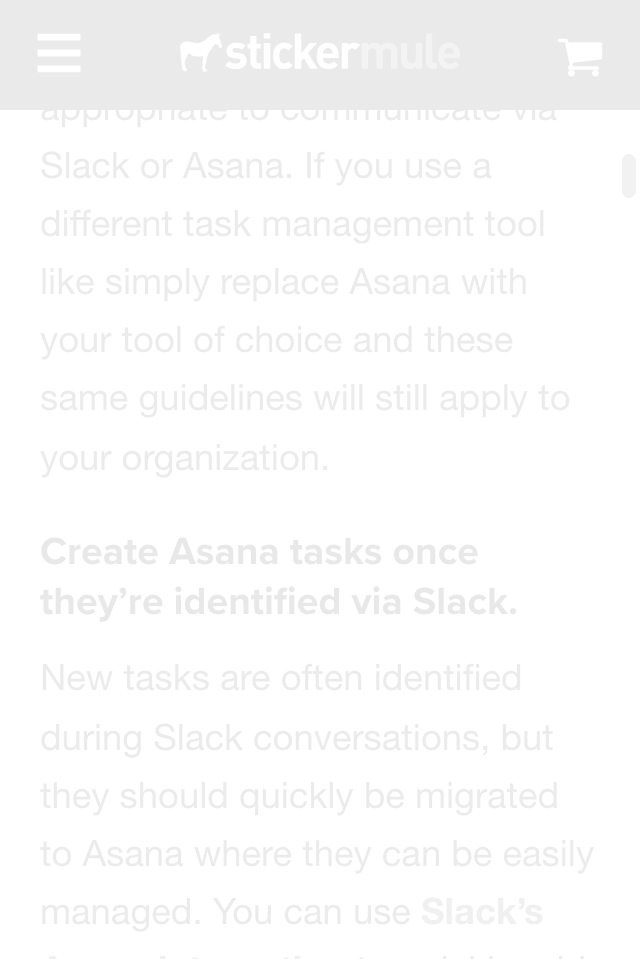 stickermule
appropriate to communicate via
Slack or Asana. If you use a
different task management tool
like simply replace Asana with
your tool of choice and these
same guidelines will still apply to
your organization.
Create Asana tasks once
they’re identified via Slack.
New tasks are often identified
during Slack conversations, but
they should quickly be migrated
to Asana where they can be easily
managed. You can use Slack’s